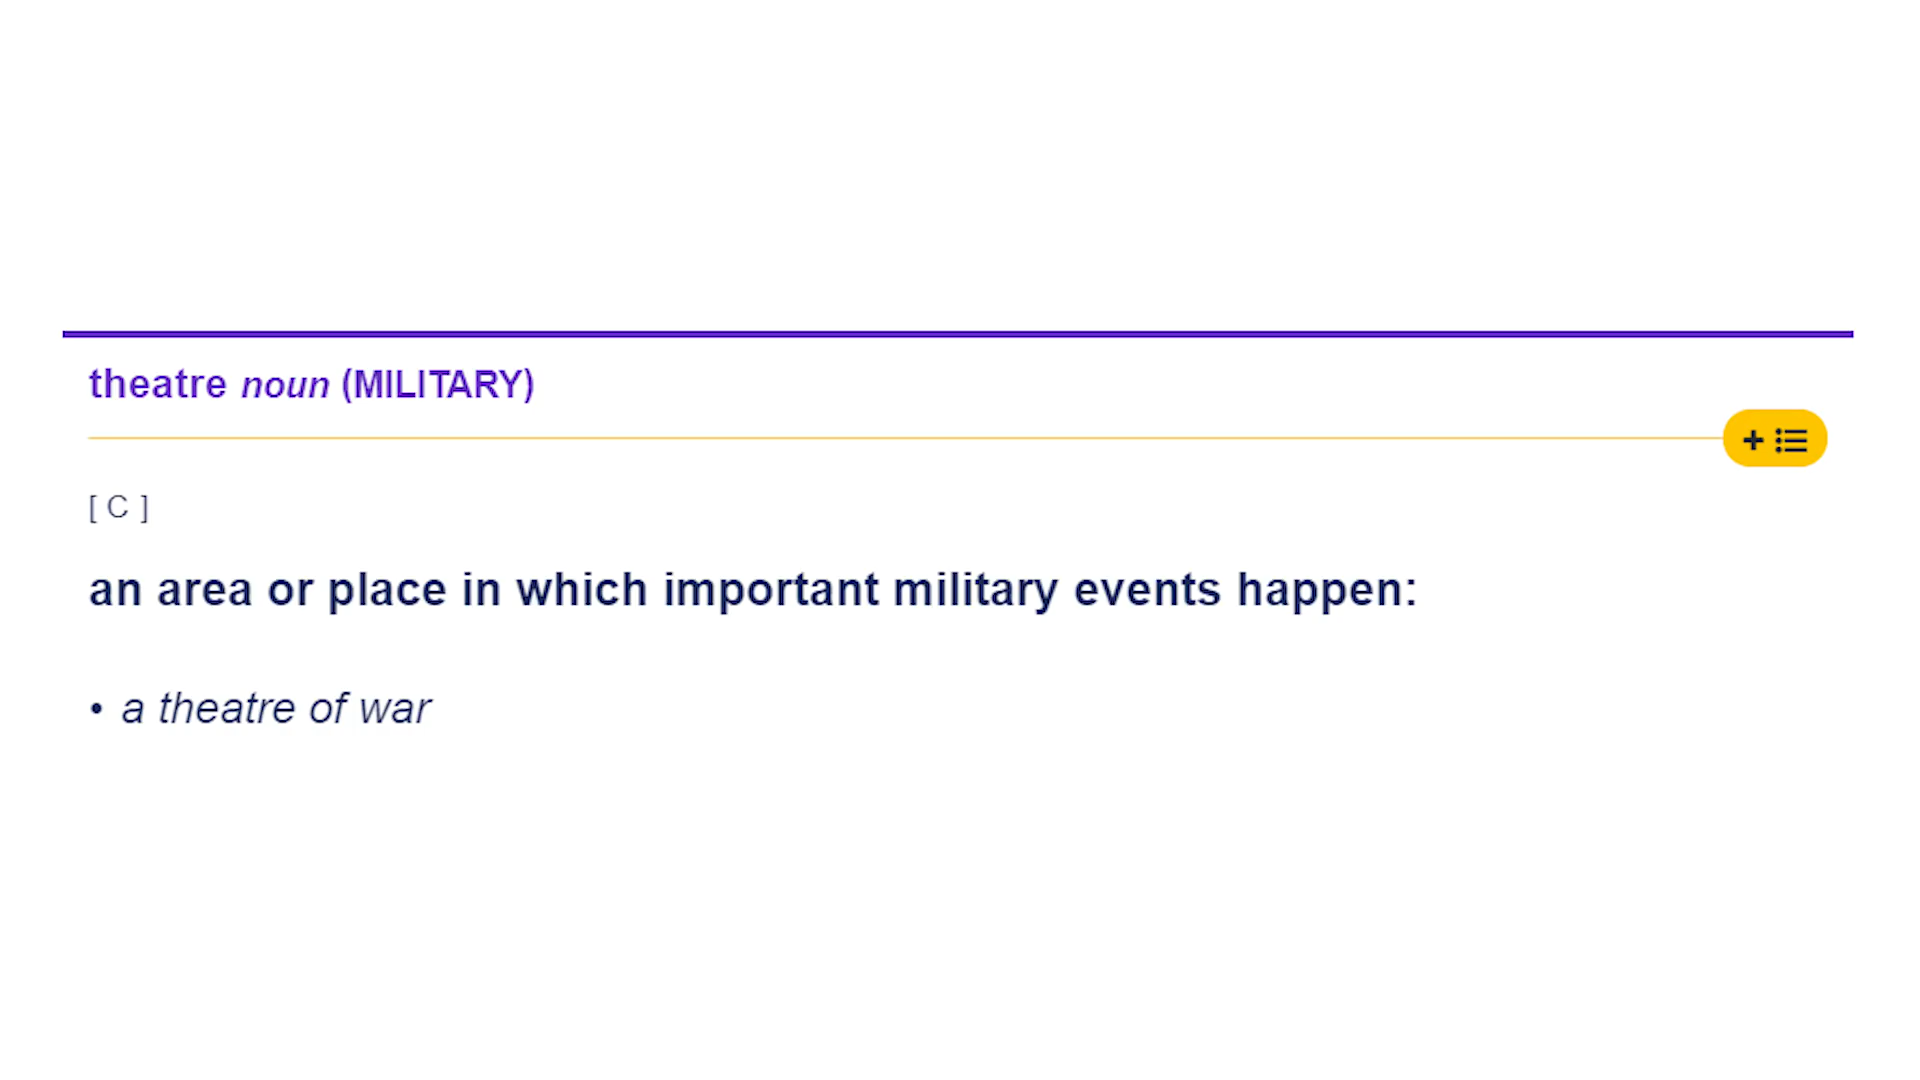 theatre noun (MILITARY)
[ C ]
an area or place in which important military events happen:
• a theatre of war